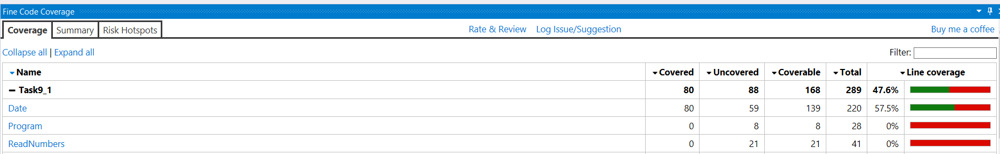 Fine Code Coverage
Coverage Summary Risk Hotspots Rate & Review Log Issue/Suggestion Buy me a coffee
Collapse all | Expand all Filter:
Name Covered Uncovered Coverable Total Line coverage
Task9_1 80 88 168 289 47.6%
Date 80 59 139 220 57.5%
Program 0 8 8 28 0%
ReadNumbers 0 21 21 41 0%